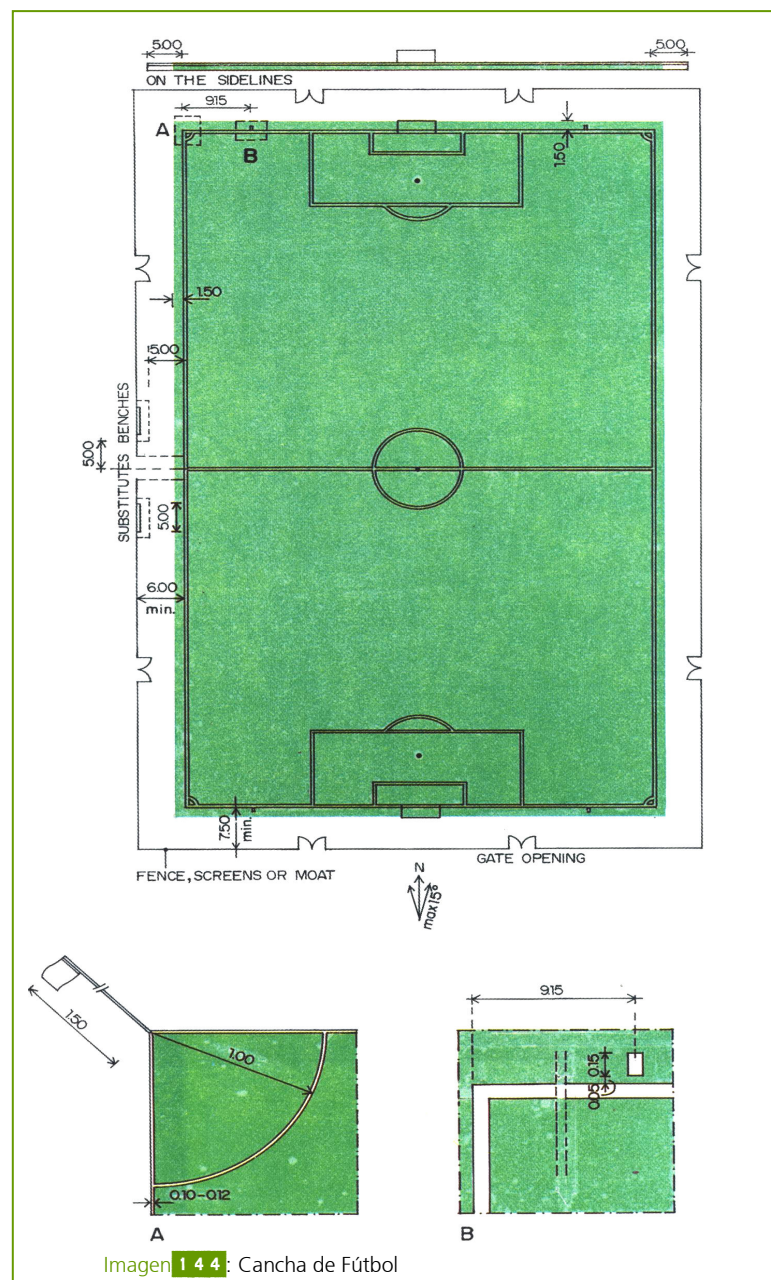 5.00 5.00
ON THE SIDELINES
9.15
A
B
1.50
1.50
5.00
SUBSTITUTES BENCHES
5.00
5.00
6.00
min.
7.50
min.
GATE OPENING
FENCE, SCREENS OR MOAT
N
max 15°
1.50
1.00
0.10-0.12
A
9.15
0.05 0.15
B
Imagen 144: Cancha de Fútbol